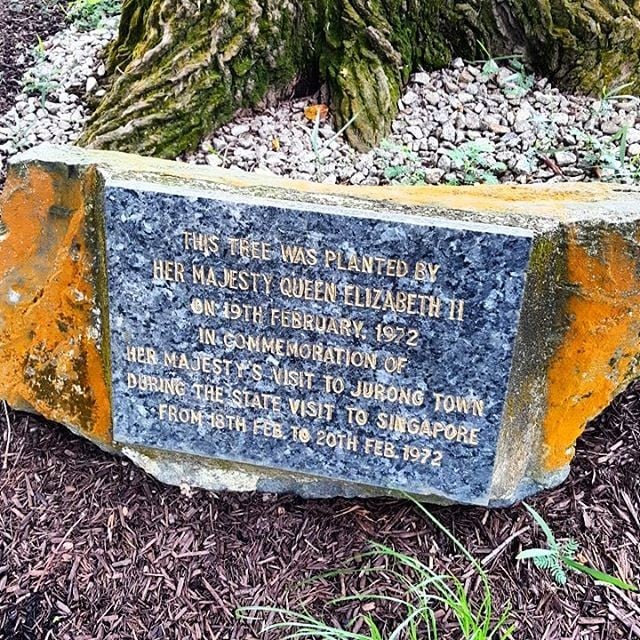 THIS TREE WAS PLANTED BY
HER MAJESTY QUEEN ELIZABETH II
ON 19TH FEBRUARY, 1972
IN COMMEMORATION OF
HER MAJESTY'S VISIT TO JURONG TOWN
DURING THE STATE VISIT TO SINGAPORE
FROM 18TH FEB. TO 20TH FEB. 1972